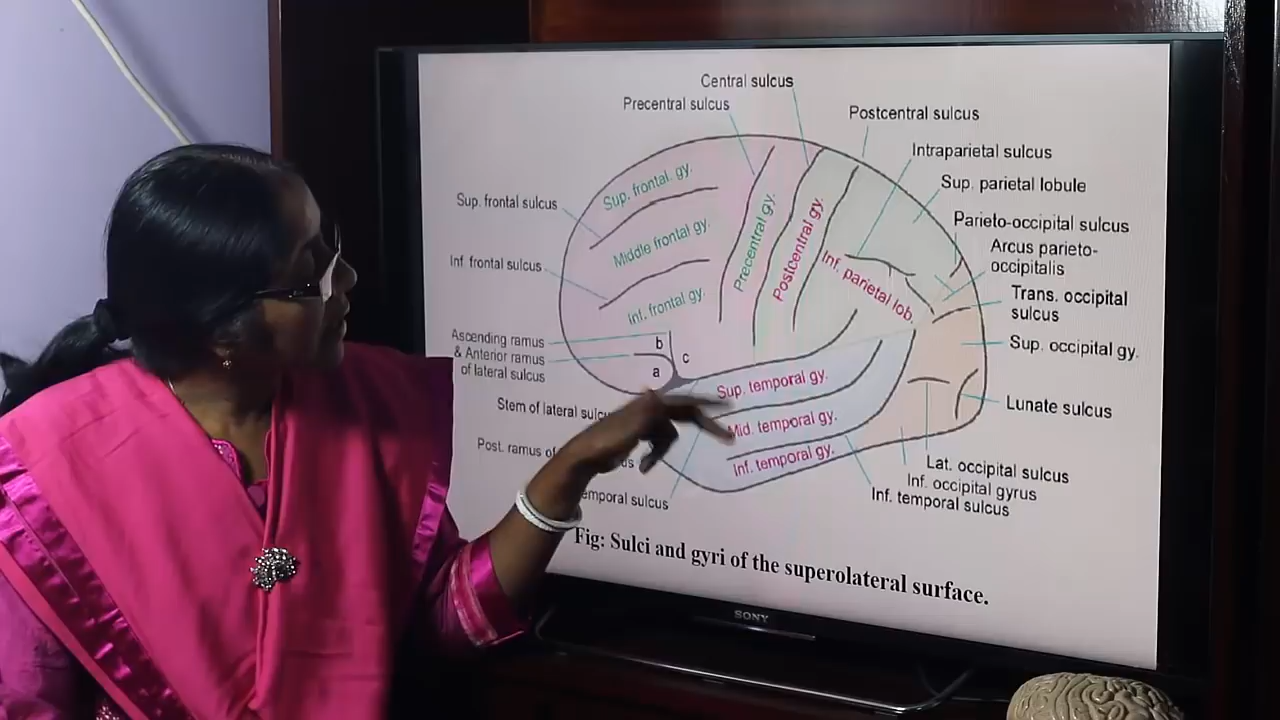 Central sulcus
Precentral sulcus
Postcentral sulcus
Intraparietal sulcus
Sup. parietal lobule
Parieto-occipital sulcus
Arcus parieto-
occipitalis
Trans. occipital
sulcus
Sup. occipital gy.
Lunate sulcus
Lat. occipital sulcus
Inf. occipital gyrus
Inf. temporal sulcus
Sup. frontal sulcus
Inf. frontal sulcus
Ascending ramus
& Anterior ramus
of lateral sulcus
Stem of lateral sulcu
Post. ramus of
us
emporal sulcus
Sup. frontal. gy.
Middle frontal gy.
Inf. frontal gy.
Precentral gy.
Postcentral gy.
Inf. parietal lob.
b
c
a
Sup. temporal gy.
Mid. temporal gy.
Inf. temporal gy.
Fig: Sulci and gyri of the superolateral surface.
SONY